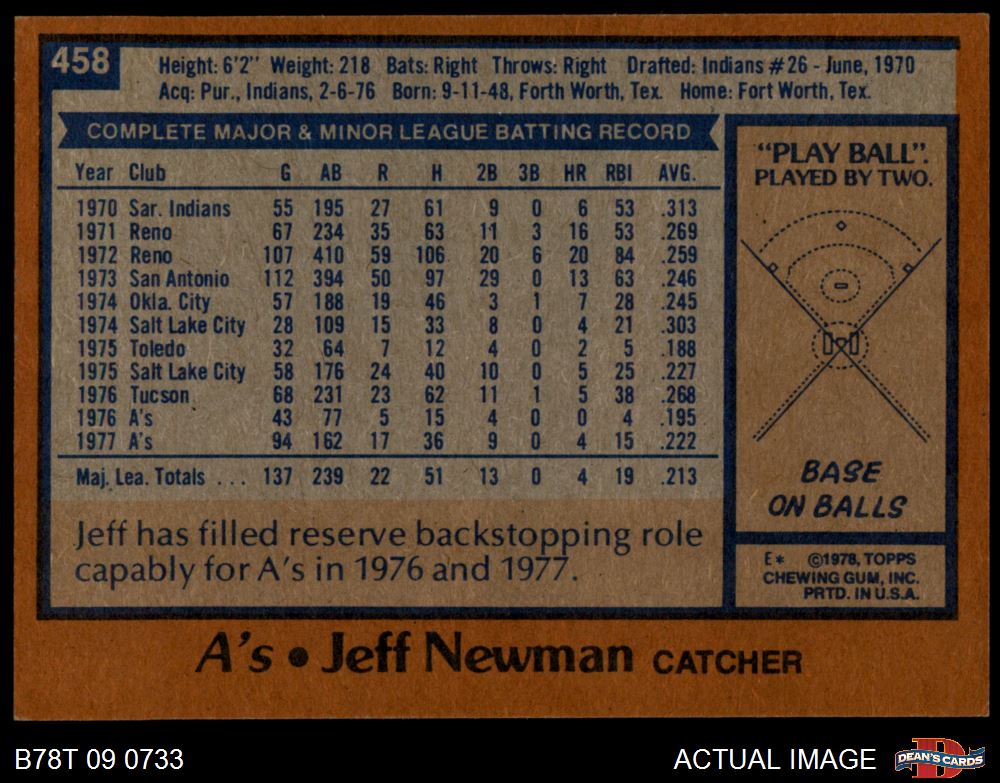 458
Height: 6'2" Weight: 218 Bats: Right Throws: Right Drafted: Indians #26 - June, 1970
Acq: Pur., Indians, 2-6-76 Born: 9-11-48, Forth Worth, Tex. Home: Fort Worth, Tex.
COMPLETE MAJOR & MINOR LEAGUE BATTING RECORD
Year Club G AB R H 2B 3B HR RBI AVG.
1970 Sar. Indians 55 195 27 61 9 0 6 53 .313
1971 Reno 67 234 35 63 11 3 16 53 .269
1972 Reno 107 410 59 106 20 6 20 84 .259
1973 San Antonio 112 394 50 97 29 0 13 63 .246
1974 Okla. City 57 188 19 46 3 1 7 28 .245
1974 Salt Lake City 28 109 15 33 8 0 4 21 .303
1975 Toledo 32 64 7 12 4 0 2 5 .188
1975 Salt Lake City 58 176 24 40 10 0 5 25 .227
1976 Tucson 68 231 23 62 11 1 5 38 .268
1976 A's 43 77 5 15 4 0 0 4 .195
1977 A's 94 162 17 36 9 0 4 15 .222
Maj. Lea. Totals . . . 137 239 22 51 13 0 4 19 .213
Jeff has filled reserve backstopping role
capably for A's in 1976 and 1977.
"PLAY BALL".
PLAYED BY TWO.
BASE
ON BALLS
E* ©1978, TOPPS
CHEWING GUM, INC.
PRTD. IN U.S.A.
A's • Jeff Newman CATCHER
B78T 09 0733
ACTUAL IMAGE
D
DEAN'S CARDS